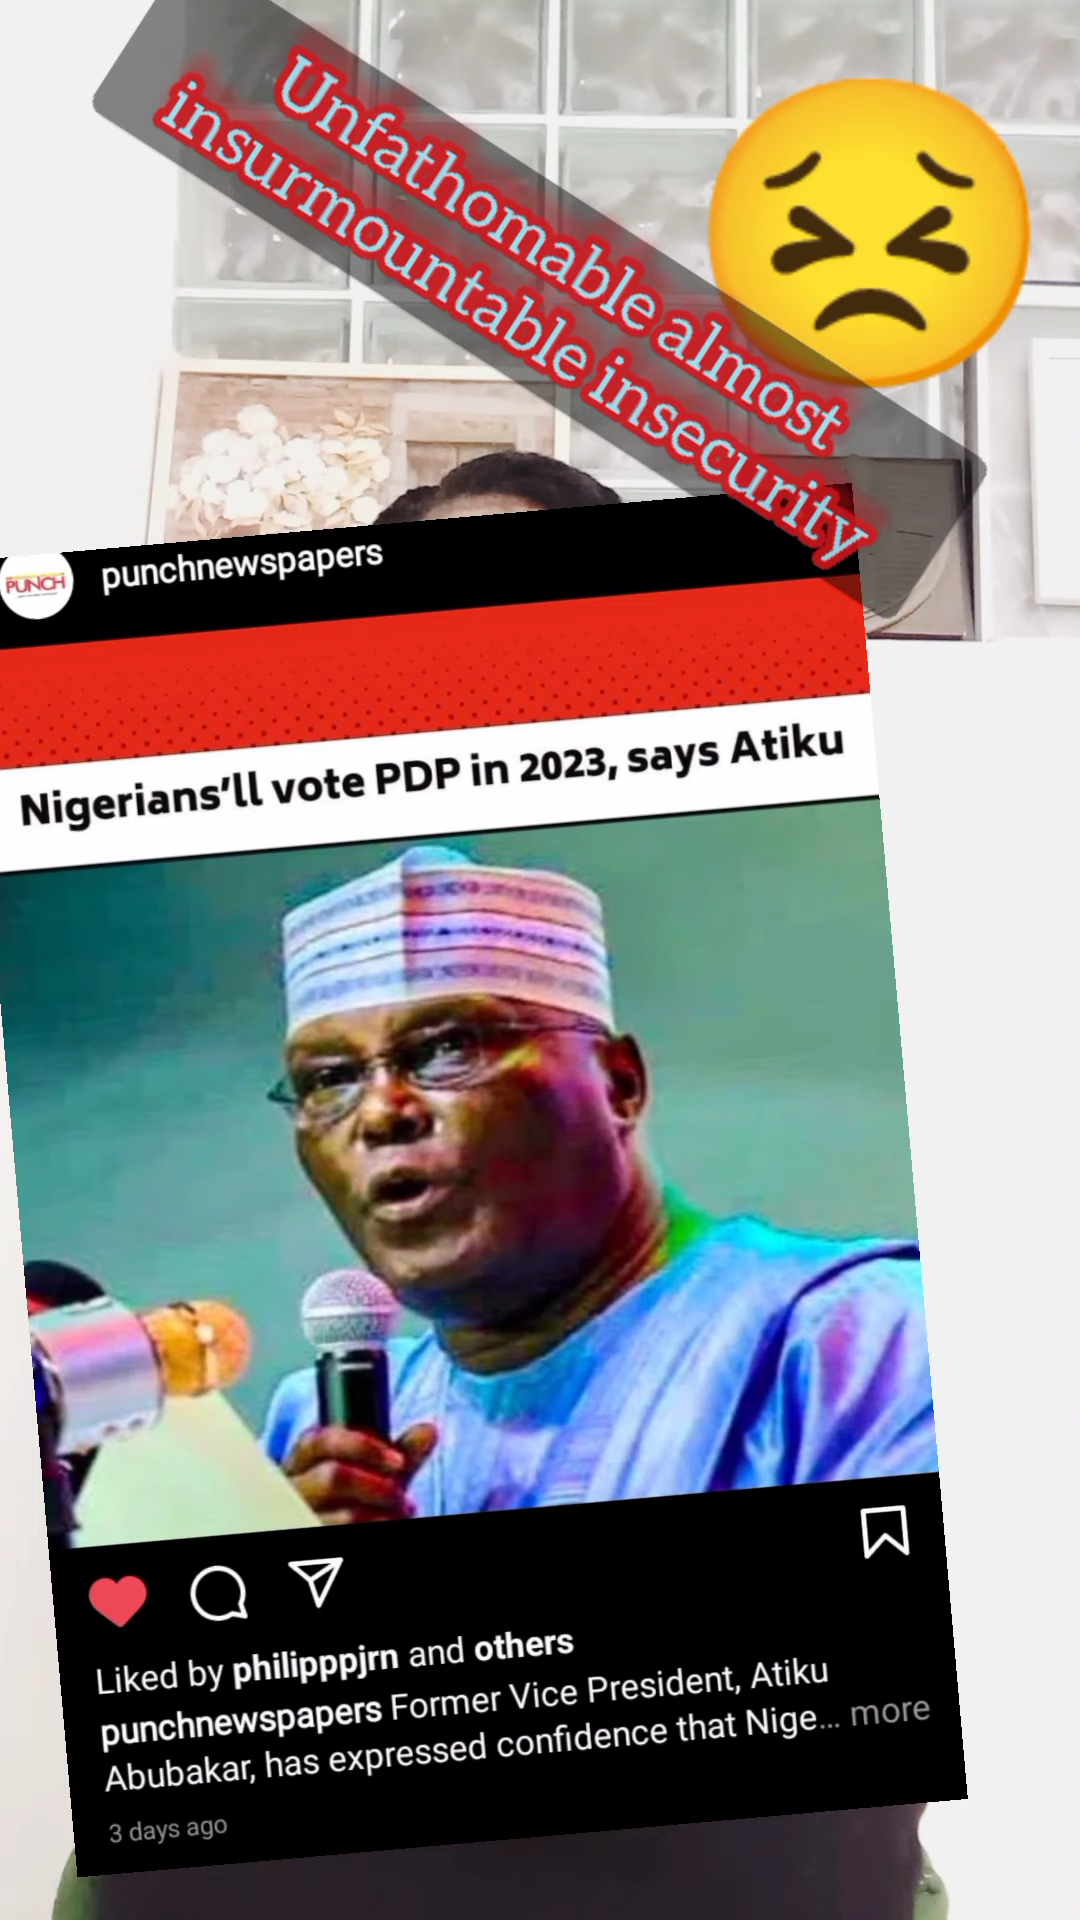 Unfathomable almost
insurmountable insecurity
PUNCH
punchnewspapers
Nigerians'll vote PDP in 2023, says Atiku
Liked by philipppjrn and others
punchnewspapers Former Vice President, Atiku
Abubakar, has expressed confidence that Nige... more
3 days ago